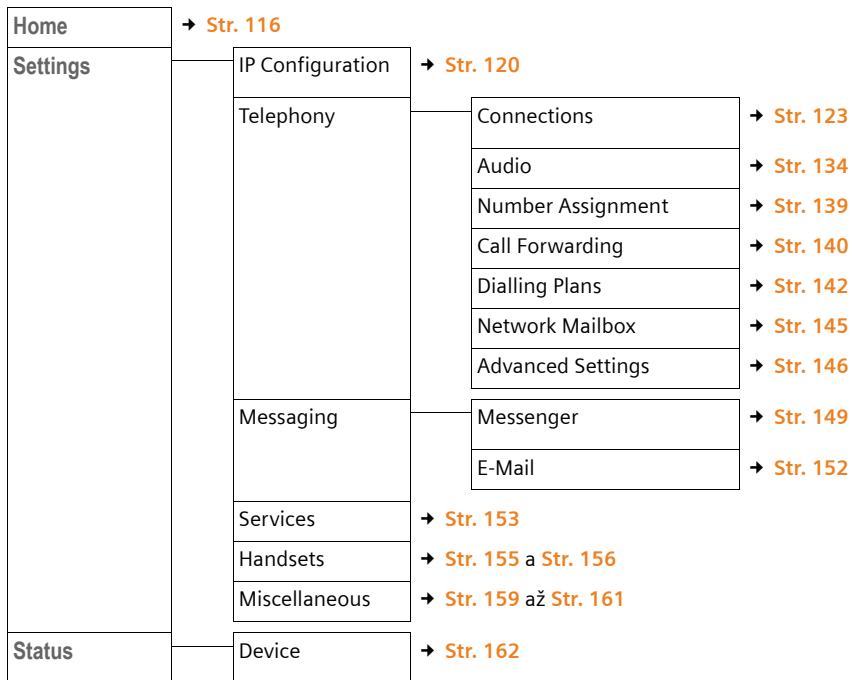 Home ➜ Str. 116
Settings IP Configuration ➜ Str. 120
Telephony Connections ➜ Str. 123
Audio ➜ Str. 134
Number Assignment ➜ Str. 139
Call Forwarding ➜ Str. 140
Dialling Plans ➜ Str. 142
Network Mailbox ➜ Str. 145
Advanced Settings ➜ Str. 146
Messaging Messenger ➜ Str. 149
E-Mail ➜ Str. 152
Services ➜ Str. 153
Handsets ➜ Str. 155 a Str. 156
Miscellaneous ➜ Str. 159 až Str. 161
Status Device ➜ Str. 162